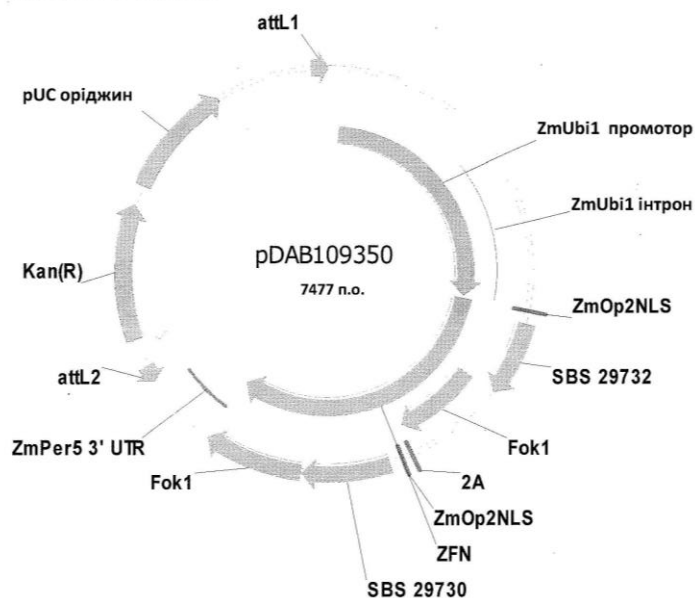 attL1
pUC оріджин
ZmUbi1 промотор
ZmUbi1 інтрон
pDAB109350
7477 п.о.
Kan(R)
ZmOp2NLS
SBS 29732
attL2
ZmPer5 3' UTR
Fok1
Fok1
2A
ZmOp2NLS
ZFN
SBS 29730